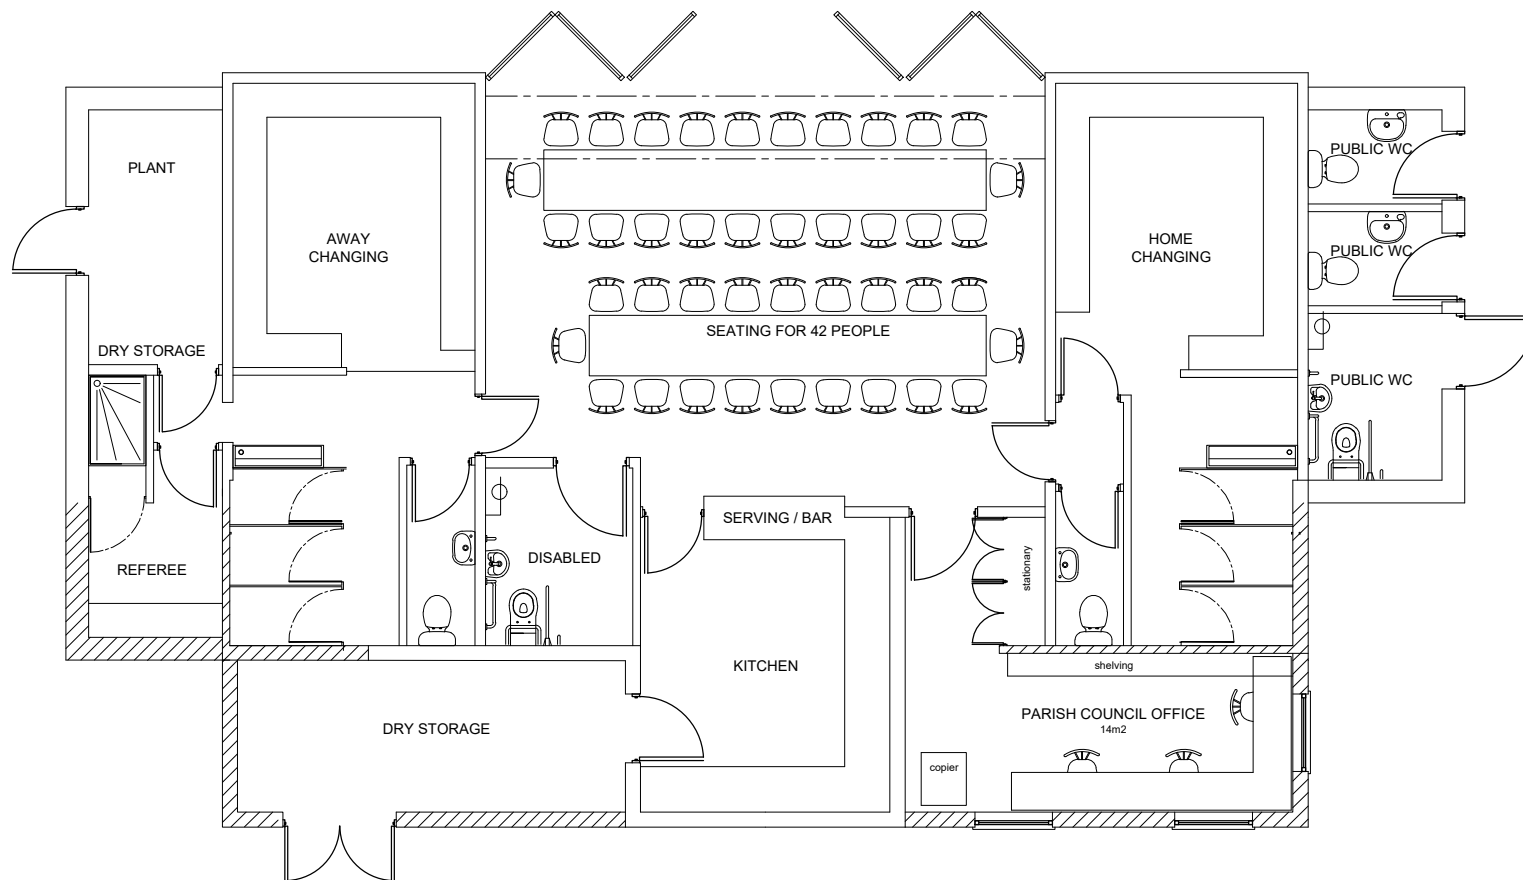 PLANT
PUBLIC WC
AWAY
CHANGING
HOME
CHANGING
PUBLIC WC
SEATING FOR 42 PEOPLE
DRY STORAGE
PUBLIC WC
SERVING / BAR
DISABLED
REFEREE
stationary
KITCHEN
shelving
PARISH COUNCIL OFFICE
14m2
DRY STORAGE
copier